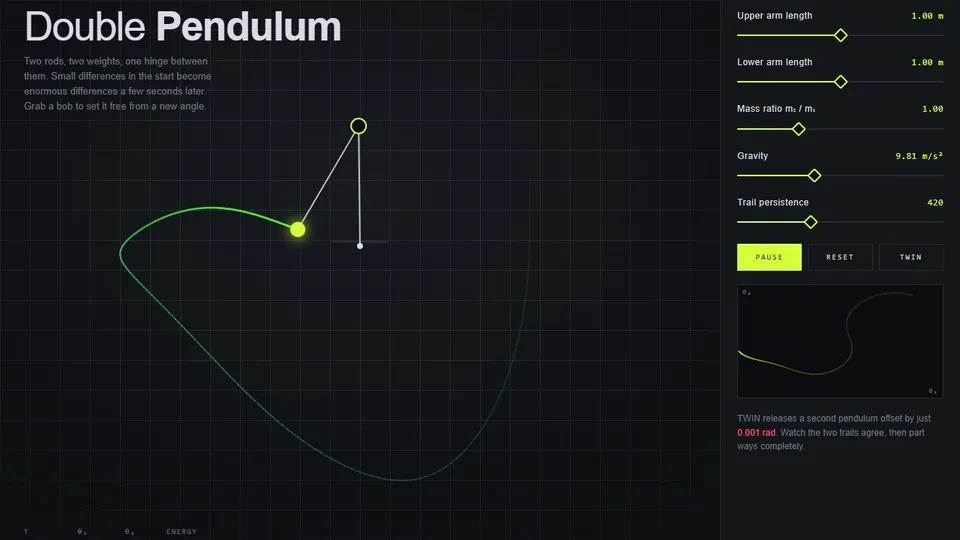 Double Pendulum
Two rods, two weights, one hinge between
them. Small differences in the start become
enormous differences a few seconds later.
Grab a bob to set it free from a new angle.
T θ₁ θ₂ ENERGY
Upper arm length 1.00 m
Lower arm length 1.00 m
Mass ratio m₂ / m₁ 1.00
Gravity 9.81 m/s²
Trail persistence 420
PAUSE RESET TWIN
θ₂
θ₁
TWIN releases a second pendulum offset by just
0.001 rad. Watch the two trails agree, then part
ways completely.